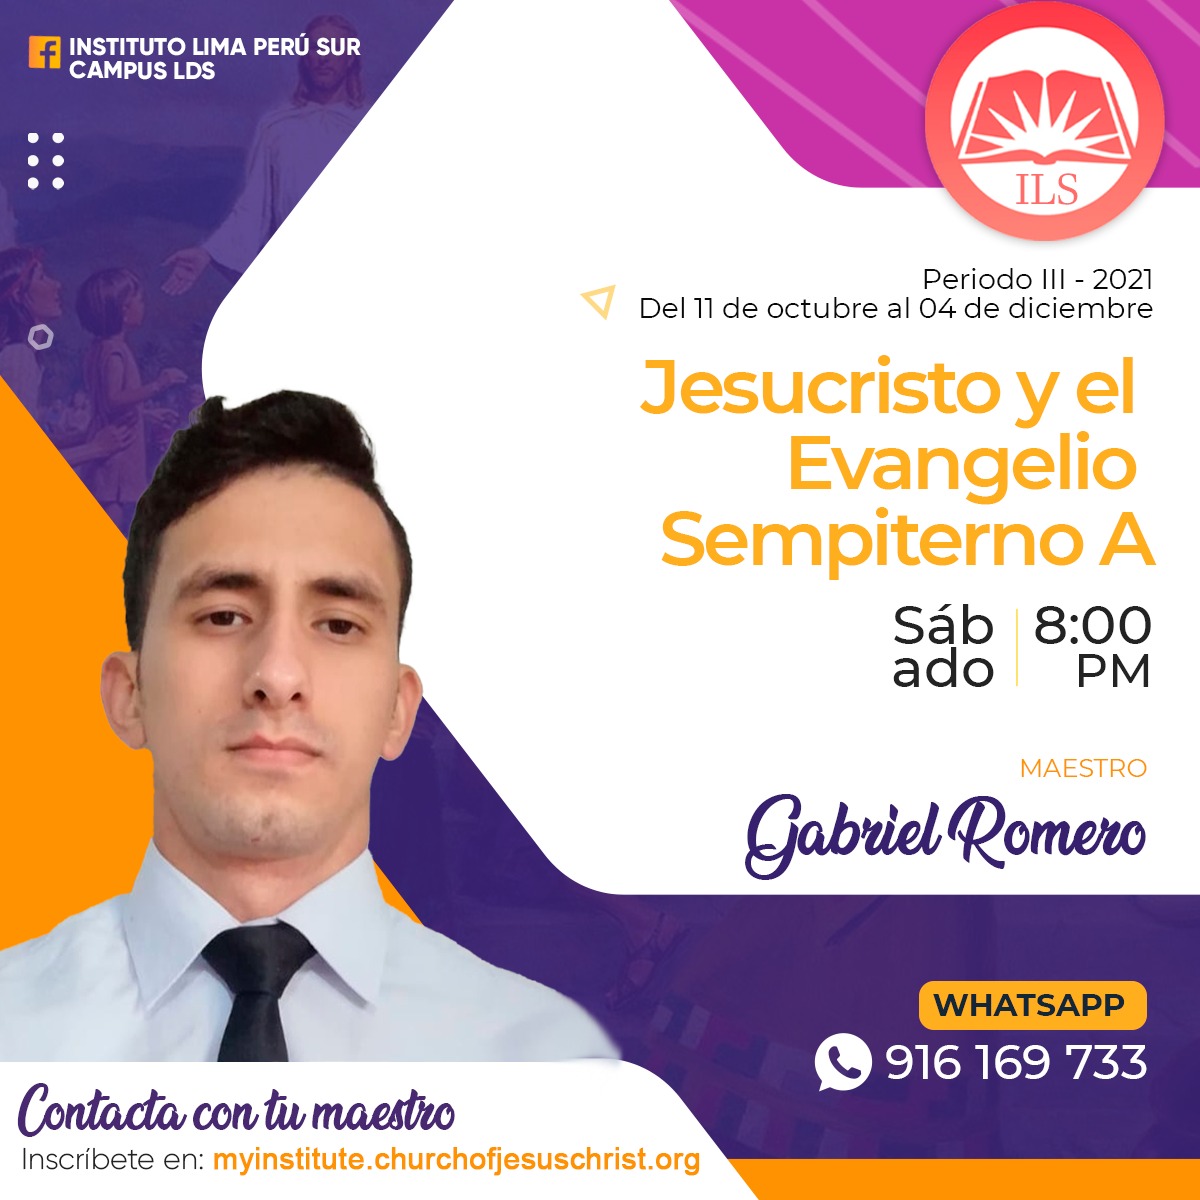 INSTITUTO LIMA PERÚ SUR
CAMPUS LDS
ILS
Periodo III - 2021
Del 11 de octubre al 04 de diciembre
Jesucristo y el
Evangelio
Sempiterno A
Sáb
ado
8:00
PM
MAESTRO
Gabriel Romero
WHATSAPP
916 169 733
Contacta con tu maestro
Inscríbete en: myinstitute.churchofjesuschrist.org